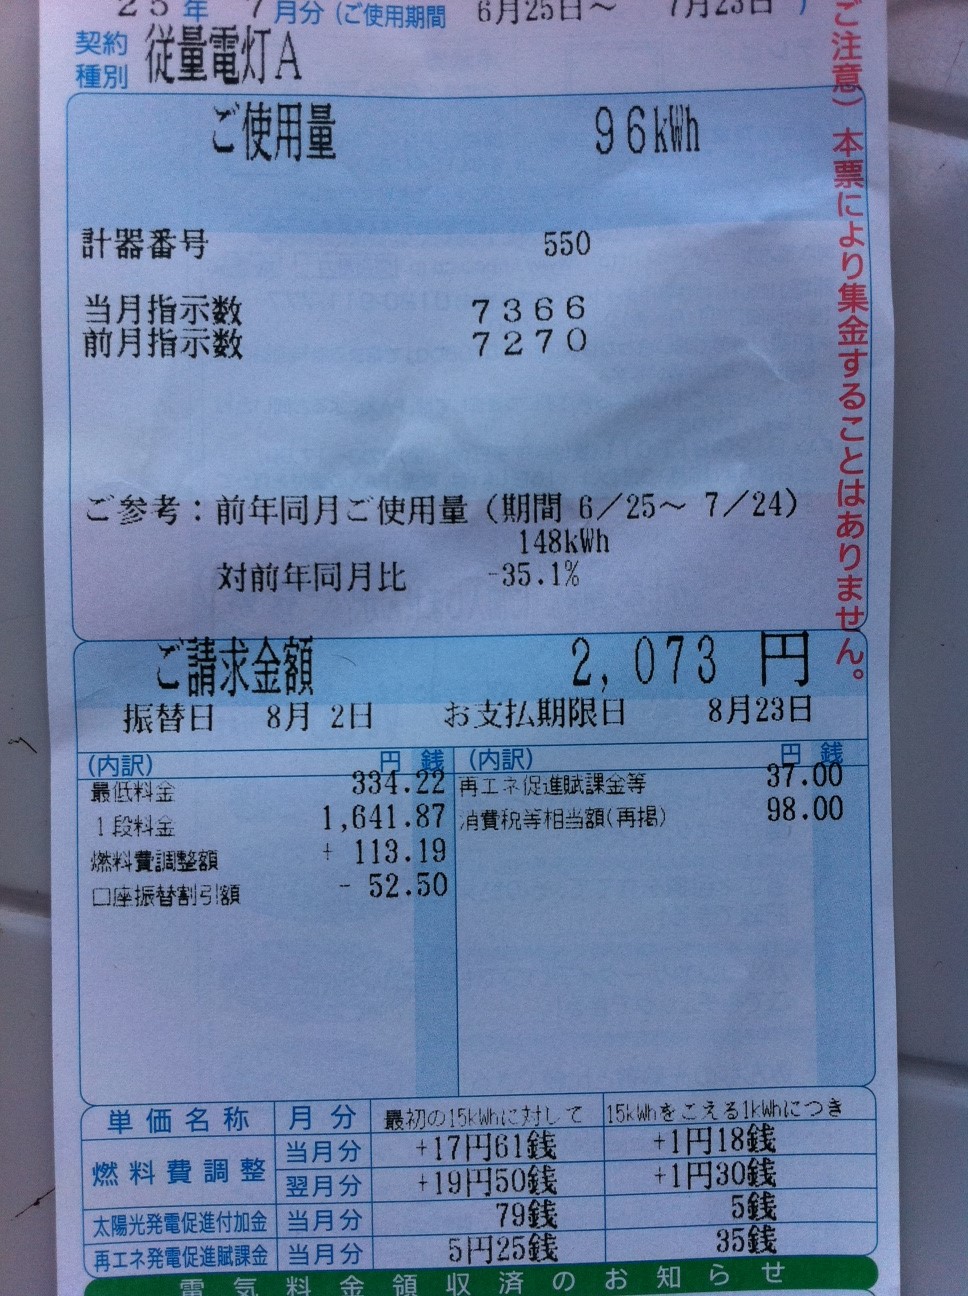 25年 7月分(ご使用期間 6月25日〜 7月23日 )
契約種別 従量電灯A
ご使用量 96kWh
計器番号 550
当月指示数 7366
前月指示数 7270
ご参考：前年同月ご使用量（期間 6／25〜 7／24）
148kWh
対前年同月比 -35.1%
ご請求金額 2,073 円
振替日 8月 2日 お支払期限日 8月23日
(内訳) 円 銭
最低料金 334.22
1段料金 1,641.87
燃料費調整額 + 113.19
口座振替割引額 - 52.50
(内訳) 円 銭
再エネ促進賦課金等 37.00
消費税等相当額(再掲) 98.00
単価名称 月分 最初の15kWhに対して 15kWhをこえる1kWhにつき
燃料費調整 当月分 +17円61銭 +1円18銭
翌月分 +19円50銭 +1円30銭
太陽光発電促進付加金 当月分 79銭 5銭
再エネ発電促進賦課金 当月分 5円25銭 35銭
電気料金領収済のお知らせ
ご注意）本票により集金することはありません。